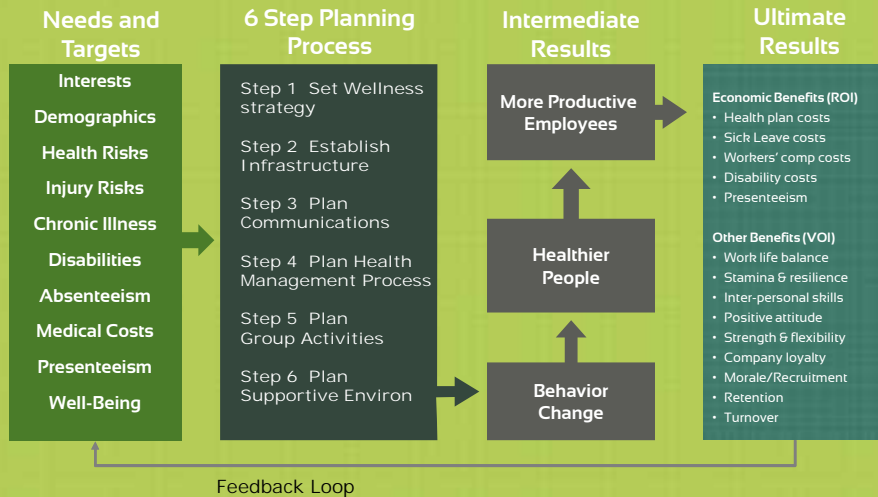 Needs and
Targets
Interests
Demographics
Health Risks
Injury Risks
Chronic Illness
Disabilities
Absenteeism
Medical Costs
Presenteeism
Well-Being
6 Step Planning
Process
Step 1 Set Wellness
strategy
Step 2 Establish
Infrastructure
Step 3 Plan
Communications
Step 4 Plan Health
Management Process
Step 5 Plan
Group Activities
Step 6 Plan
Supportive Environ
Intermediate
Results
More Productive
Employees
Healthier
People
Behavior
Change
Ultimate
Results
Economic Benefits (ROI)
• Health plan costs
• Sick Leave costs
• Workers' comp costs
• Disability costs
• Presenteeism
Other Benefits (VOI)
• Work life balance
• Stamina & resilience
• Inter-personal skills
• Positive attitude
• Strength & flexibility
• Company loyalty
• Morale/Recruitment
• Retention
• Turnover
Feedback Loop